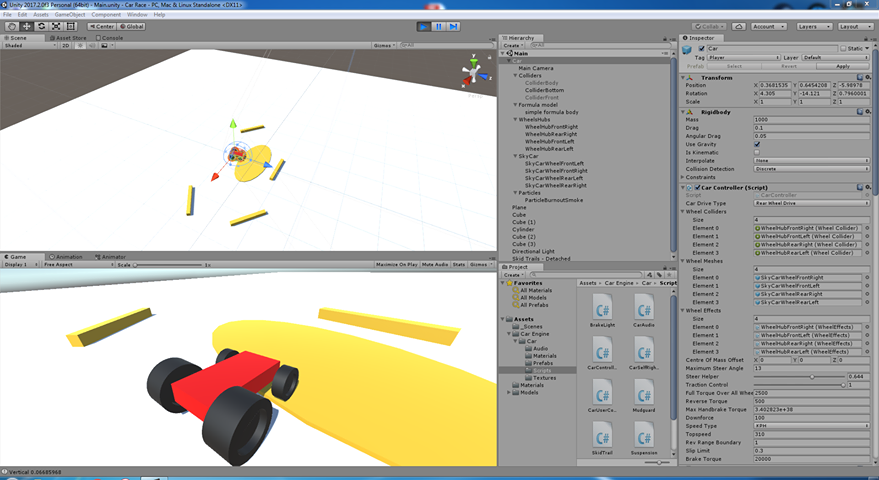 Unity 2017.2.0f3 Personal (64bit) - Main.unity - Car Race - PC, Mac & Linux Standalone <DX11>
File Edit Assets GameObject Component Window Help
Center Global Collab Account Layers Layout
Scene Asset Store Console
Shaded 2D Gizmos All
Game Animation Animator
Display 1 Free Aspect Scale 1x Maximize On Play Mute Audio Stats Gizmos
Vertical 0.06685968
Hierarchy
Create All
Main
Car
Main Camera
Colliders
ColliderBody
ColliderBottom
ColliderFront
Formula model
simple formula body
WheelsHubs
WheelHubFrontRight
WheelHubRearRight
WheelHubFrontLeft
WheelHubRearLeft
SkyCar
SkyCarWheelFrontLeft
SkyCarWheelFrontRight
SkyCarWheelRearLeft
SkyCarWheelRearRight
Particles
ParticleBurnoutSmoke
Plane
Cube
Cube (1)
Cylinder
Cube (2)
Cube (3)
Directional Light
Skid Trails - Detached
Project
Create
Favorites
All Materials
All Models
All Prefabs
Assets
_Scenes
Car Engine
Car
Audio
Materials
Prefabs
Scripts
Textures
Materials
Models
Assets Car Engine Car Script
BrakeLight CarAudio
CarControll... CarSelfRigh...
CarUserCo... Mudguard
SkidTrail Suspension
Inspector
Car Static
Tag Player Layer Default
Prefab Select Revert Apply
Transform
Position X 0.3681535 Y 0.6454206 Z -5.98978
Rotation X 4.305 Y -14.121 Z 0.7960001
Scale X 1 Y 1 Z 1
Rigidbody
Mass 1000
Drag 0.1
Angular Drag 0.05
Use Gravity
Is Kinematic
Interpolate None
Collision Detection Discrete
Constraints
Car Controller (Script)
Script CarController
Car Drive Type Rear Wheel Drive
Wheel Colliders
Size 4
Element 0 WheelHubFrontRight (Wheel Collider)
Element 1 WheelHubFrontLeft (Wheel Collider)
Element 2 WheelHubRearRight (Wheel Collider)
Element 3 WheelHubRearLeft (Wheel Collider)
Wheel Meshes
Size 4
Element 0 SkyCarWheelFrontRight
Element 1 SkyCarWheelFrontLeft
Element 2 SkyCarWheelRearRight
Element 3 SkyCarWheelRearLeft
Wheel Effects
Size 4
Element 0 WheelHubFrontRight (WheelEffects)
Element 1 WheelHubFrontLeft (WheelEffects)
Element 2 WheelHubRearRight (WheelEffects)
Element 3 WheelHubRearLeft (WheelEffects)
Centre Of Mass Offset X 0 Y 0 Z 0
Maximum Steer Angle 13
Steer Helper 0.644
Traction Control 1
Full Torque Over All Whee 2500
Reverse Torque 500
Max Handbrake Torque 3.402823e+38
Downforce 100
Speed Type KPH
Topspeed 310
Rev Range Boundary 1
Slip Limit 0.3
Brake Torque 20000